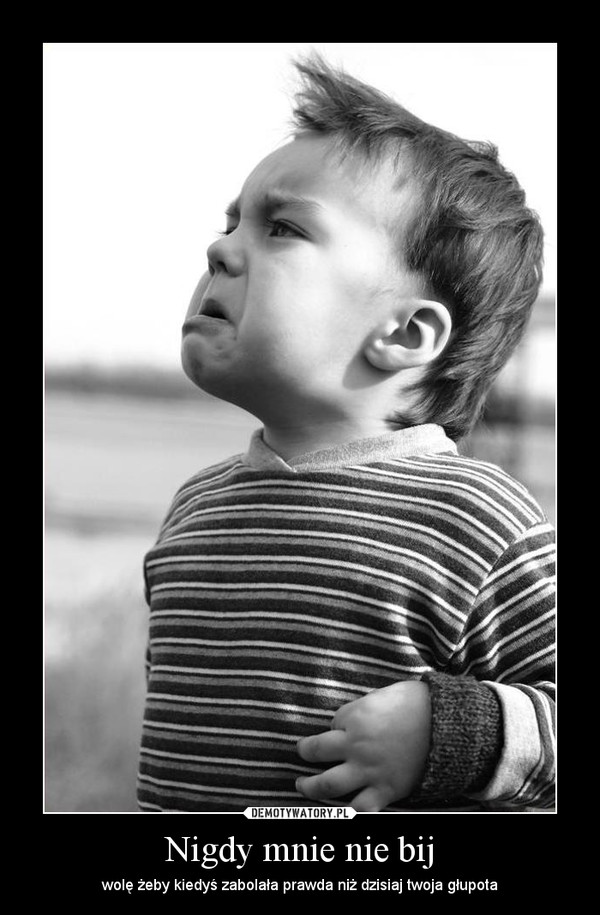 DEMOTYWATORY.PL
Nigdy mnie nie bij
wolę żeby kiedyś zabolała prawda niż dzisiaj twoja głupota